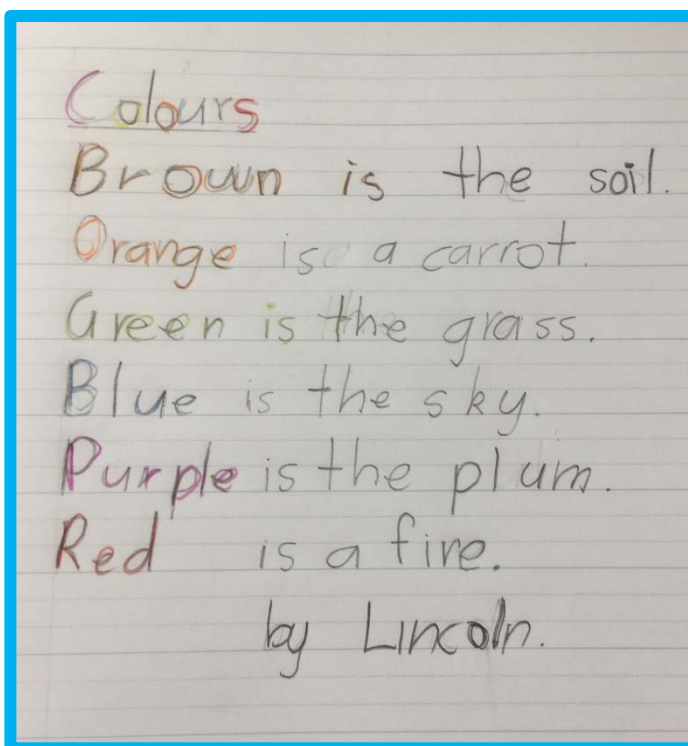 Colours
Brown is the soil.
Orange is a carrot.
Green is the grass.
Blue is the sky.
Purple is the plum.
Red is a fire.
by Lincoln.